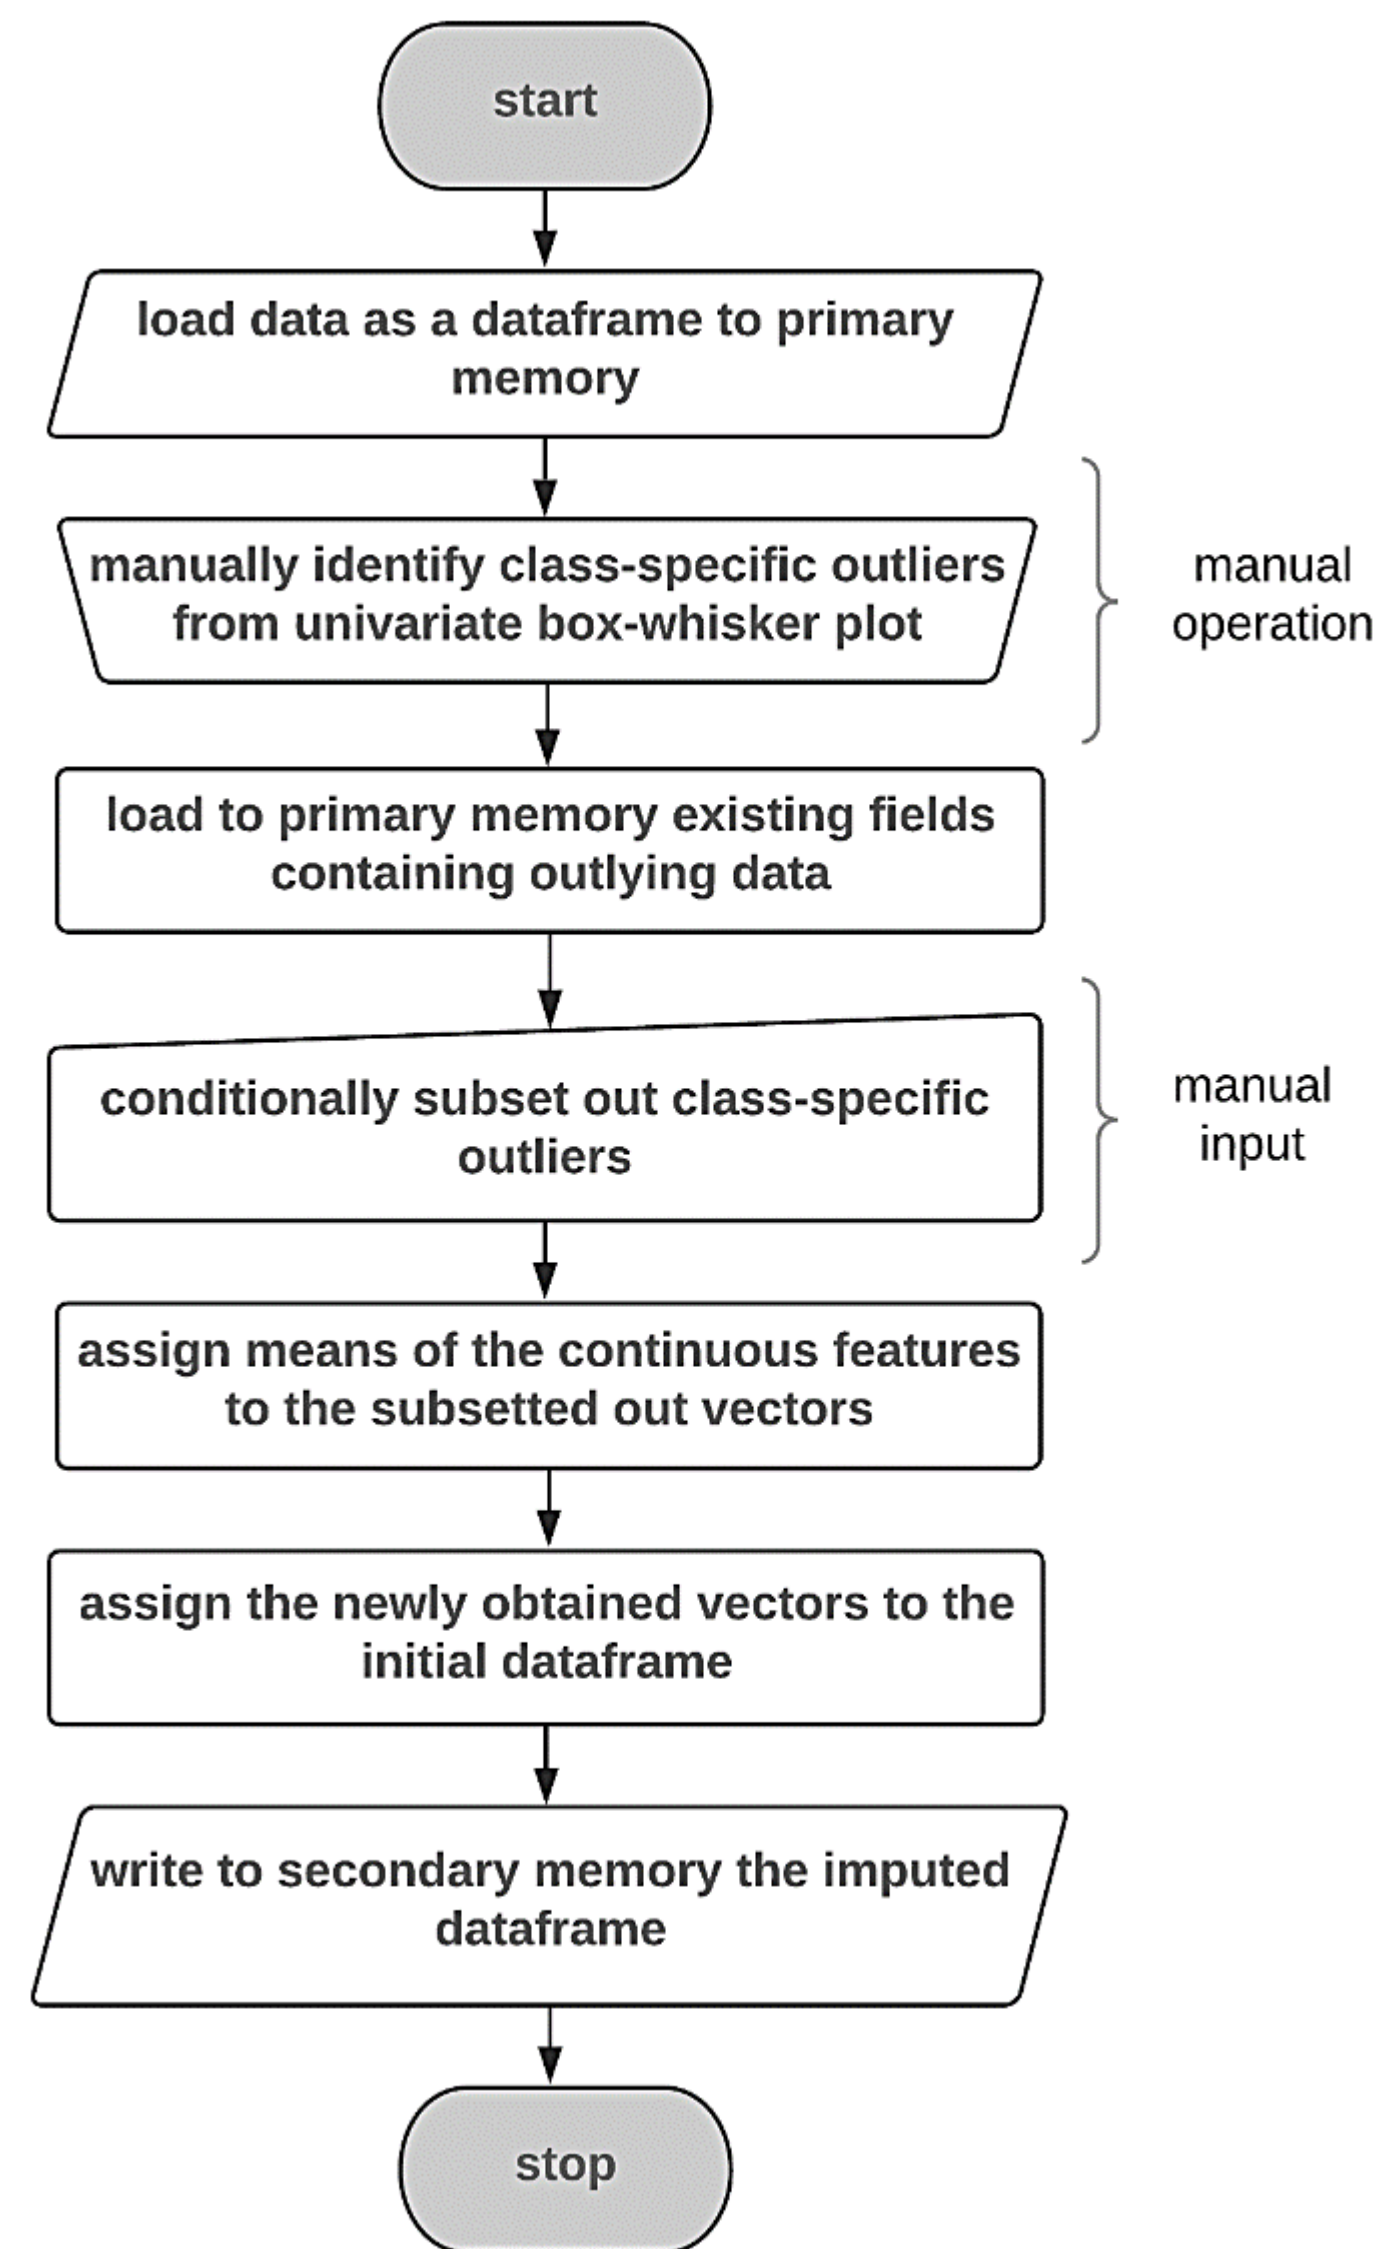 start
load data as a dataframe to primary
memory
manually identify class-specific outliers
from univariate box-whisker plot
manual
operation
load to primary memory existing fields
containing outlying data
conditionally subset out class-specific
outliers
manual
input
assign means of the continuous features
to the subsetted out vectors
assign the newly obtained vectors to the
initial dataframe
write to secondary memory the imputed
dataframe
stop